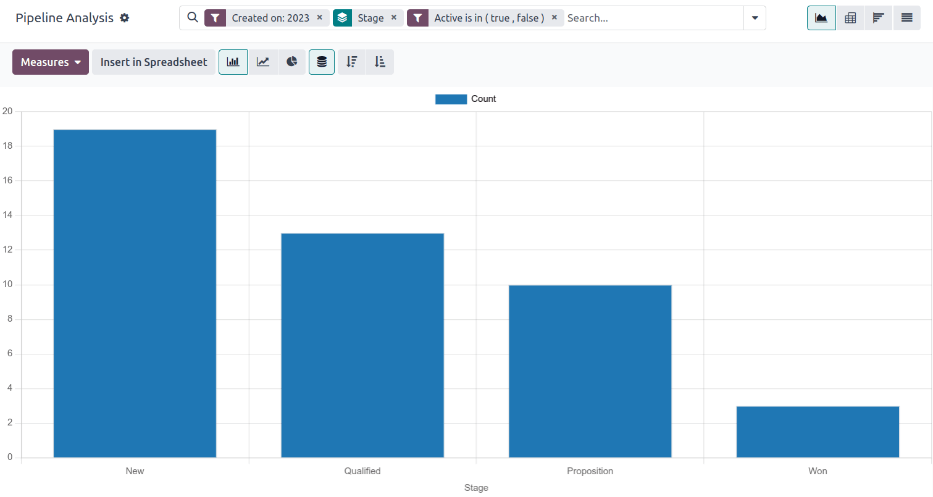 Pipeline Analysis
Created on: 2023 × Stage × Active is in ( true , false ) × Search...
Measures Insert in Spreadsheet
Count
20
18
16
14
12
10
8
6
4
2
0
New Qualified Proposition Won
Stage